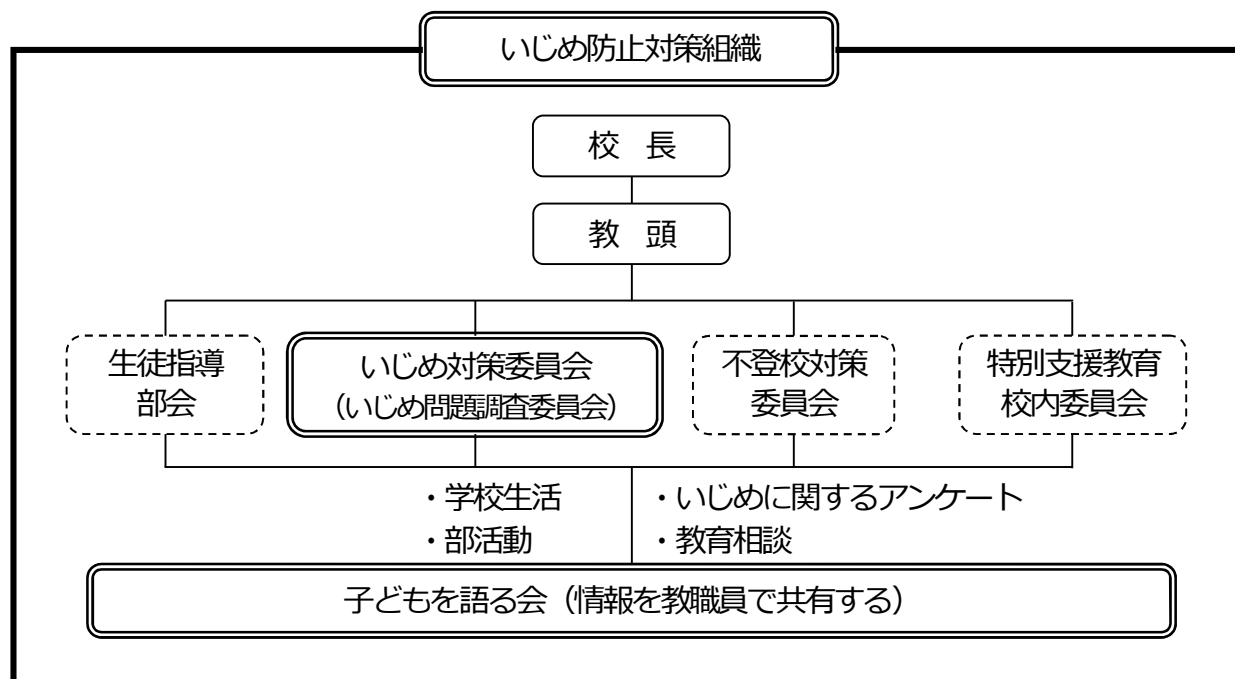 いじめ防止対策組織
校　長
教　頭
生徒指導
部会
いじめ対策委員会
（いじめ問題調査委員会）
不登校対策
委員会
特別支援教育
校内委員会
・学校生活
・部活動
・いじめに関するアンケート
・教育相談
子どもを語る会（情報を教職員で共有する）